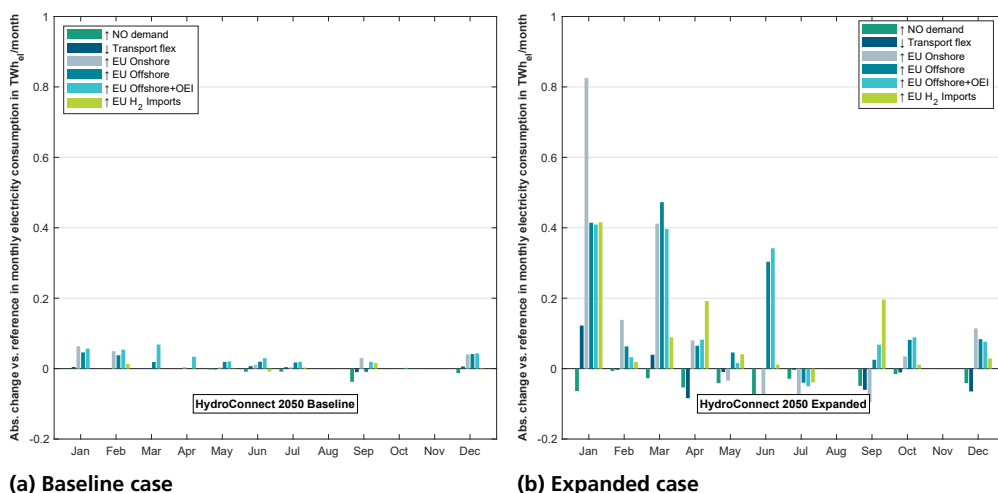 Abs. change vs. reference in monthly electricity consumption in TWh_el/month
1
0.8
0.6
0.4
0.2
0
-0.2
↑ NO demand
↓ Transport flex
↑ EU Onshore
↑ EU Offshore
↑ EU Offshore+OEI
↑ EU H₂ Imports
HydroConnect 2050 Baseline
Jan Feb Mar Apr May Jun Jul Aug Sep Oct Nov Dec
(a) Baseline case
Abs. change vs. reference in monthly electricity consumption in TWh_el/month
1
0.8
0.6
0.4
0.2
0
-0.2
↑ NO demand
↓ Transport flex
↑ EU Onshore
↑ EU Offshore
↑ EU Offshore+OEI
↑ EU H₂ Imports
HydroConnect 2050 Expanded
Jan Feb Mar Apr May Jun Jul Aug Sep Oct Nov Dec
(b) Expanded case